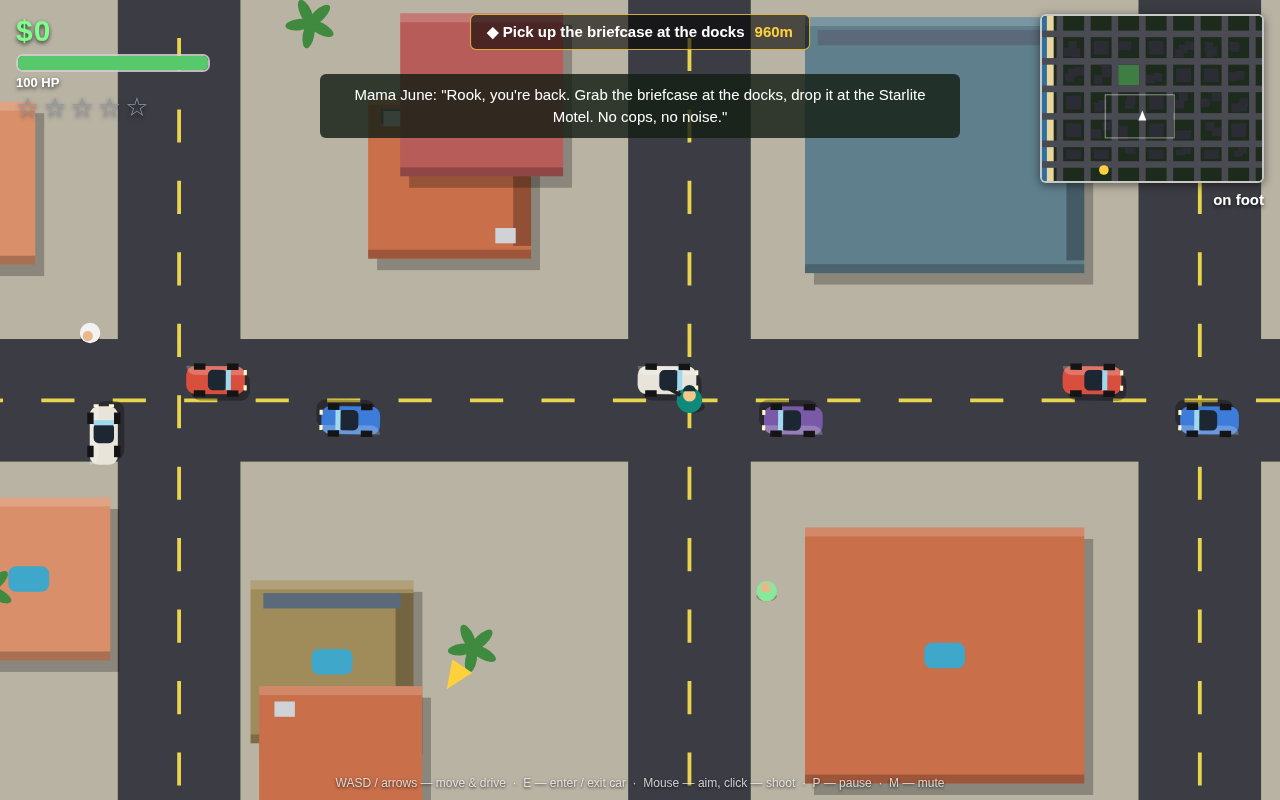 $0
◆ Pick up the briefcase at the docks 960m
100 HP
Mama June: "Rook, you're back. Grab the briefcase at the docks, drop it at the Starlite
Motel. No cops, no noise."
on foot
WASD / arrows — move & drive · E — enter / exit car · Mouse — aim, click — shoot · P — pause · M — mute